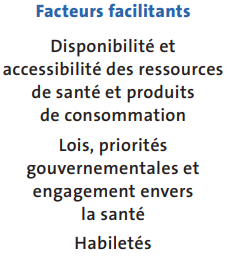 Facteurs facilitants
Disponibilité et
accessibilité des ressources
de santé et produits
de consommation
Lois, priorités
gouvernementales et
engagement envers
la santé
Habiletés